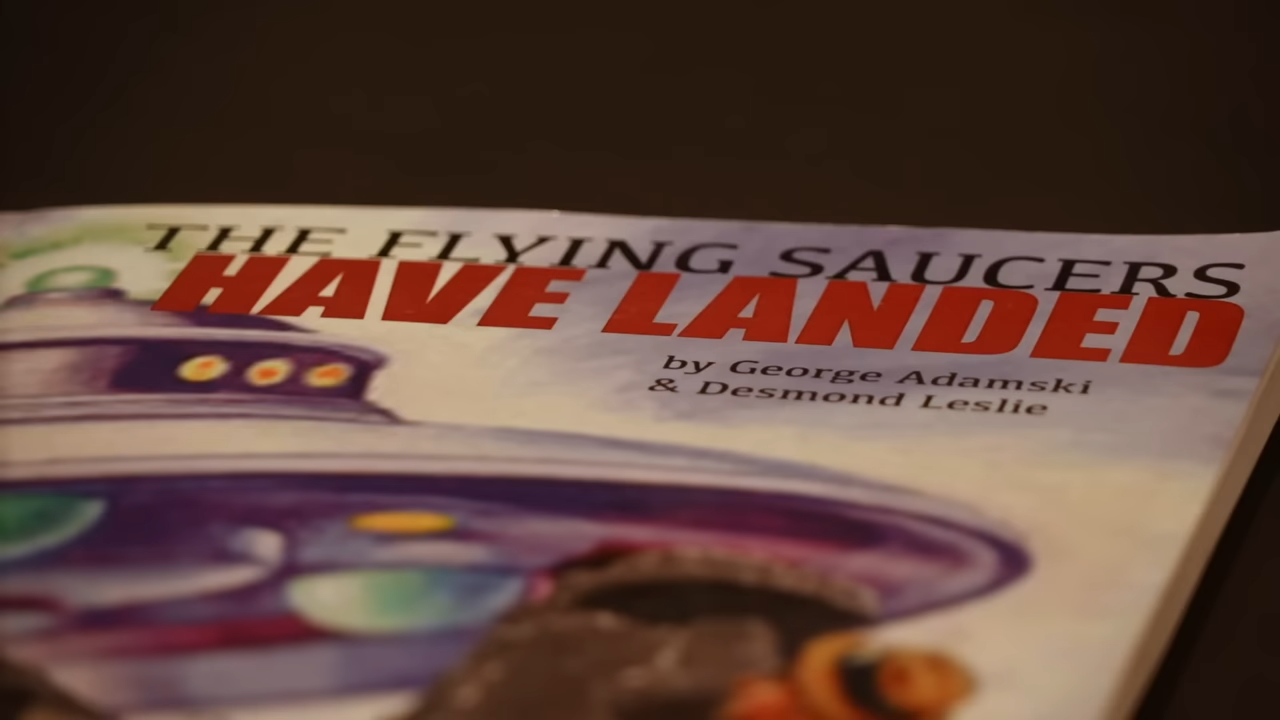 THE FLYING SAUCERS
HAVE LANDED
by George Adamski
& Desmond Leslie